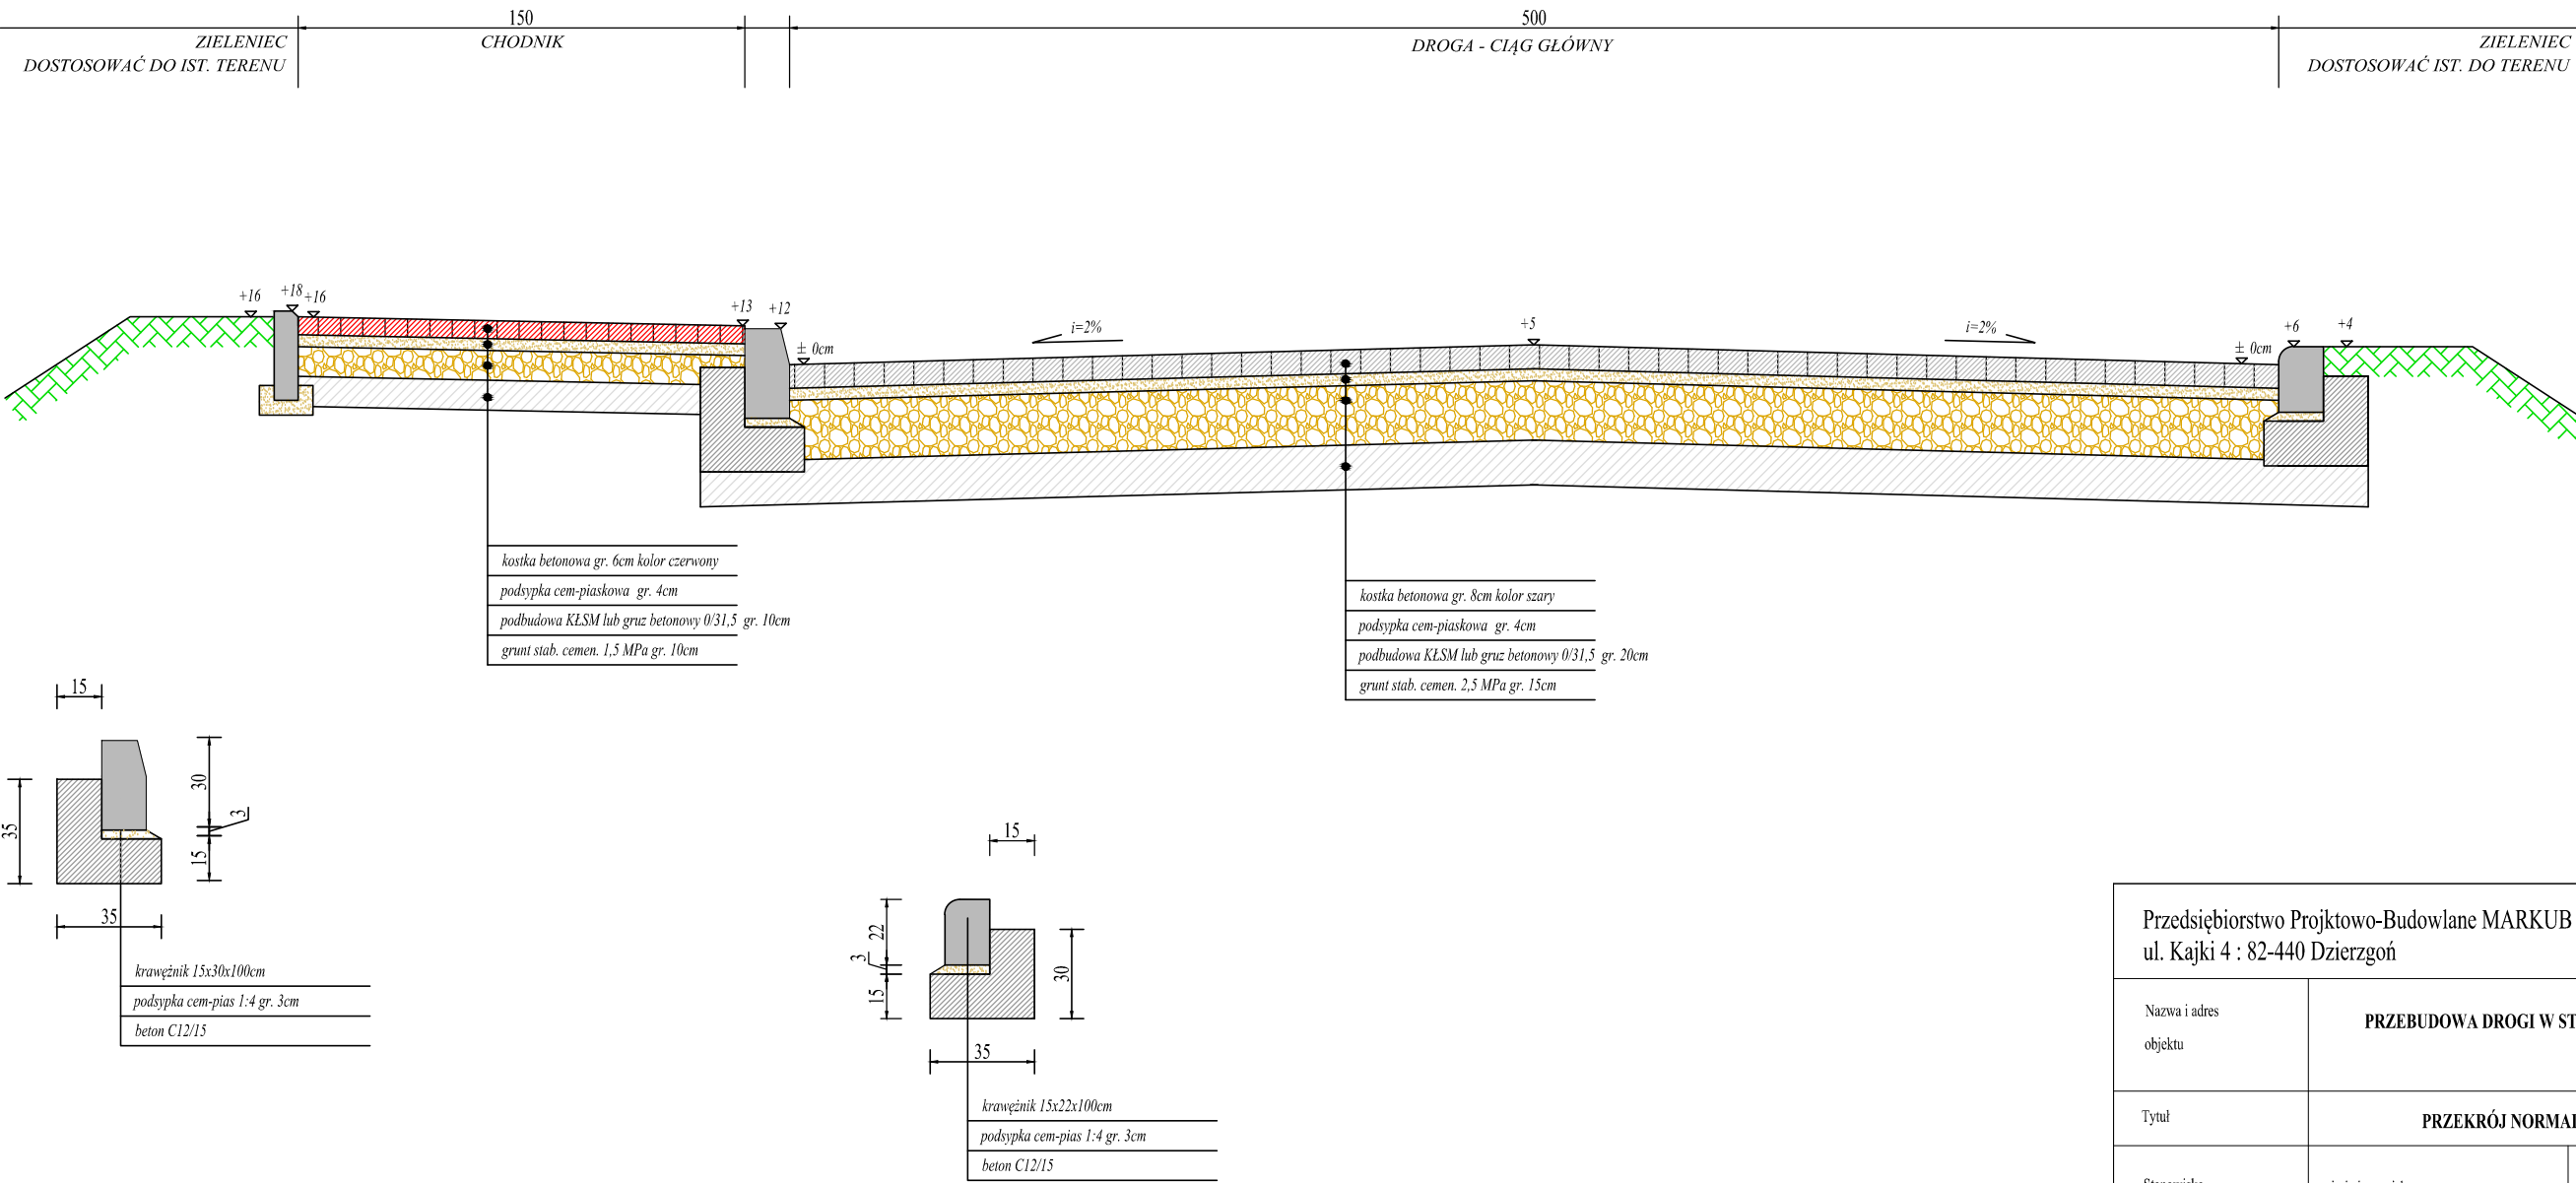 150
500
ZIELENIEC
DOSTOSOWAĆ DO IST. TERENU
CHODNIK
DROGA - CIĄG GŁÓWNY
ZIELENIEC
DOSTOSOWAĆ IST. DO TERENU
+16
+18
+16
+13
+12
± 0cm
i=2%
+5
i=2%
± 0cm
+6
+4
kostka betonowa gr. 6cm kolor czerwony
podsypka cem-piaskowa gr. 4cm
podbudowa KŁSM lub gruz betonowy 0/31,5 gr. 10cm
grunt stab. cemen. 1,5 MPa gr. 10cm
kostka betonowa gr. 8cm kolor szary
podsypka cem-piaskowa gr. 4cm
podbudowa KŁSM lub gruz betonowy 0/31,5 gr. 20cm
grunt stab. cemen. 2,5 MPa gr. 15cm
15
35
30
3
15
35
krawężnik 15x30x100cm
podsypka cem-pias 1:4 gr. 3cm
beton C12/15
15
22
3
15
30
35
krawężnik 15x22x100cm
podsypka cem-pias 1:4 gr. 3cm
beton C12/15
Przedsiębiorstwo Projktowo-Budowlane MARKUB
ul. Kajki 4 : 82-440 Dzierzgoń
Nazwa i adres
objektu
PRZEBUDOWA DROGI W ST
Tytuł
PRZEKRÓJ NORMAL